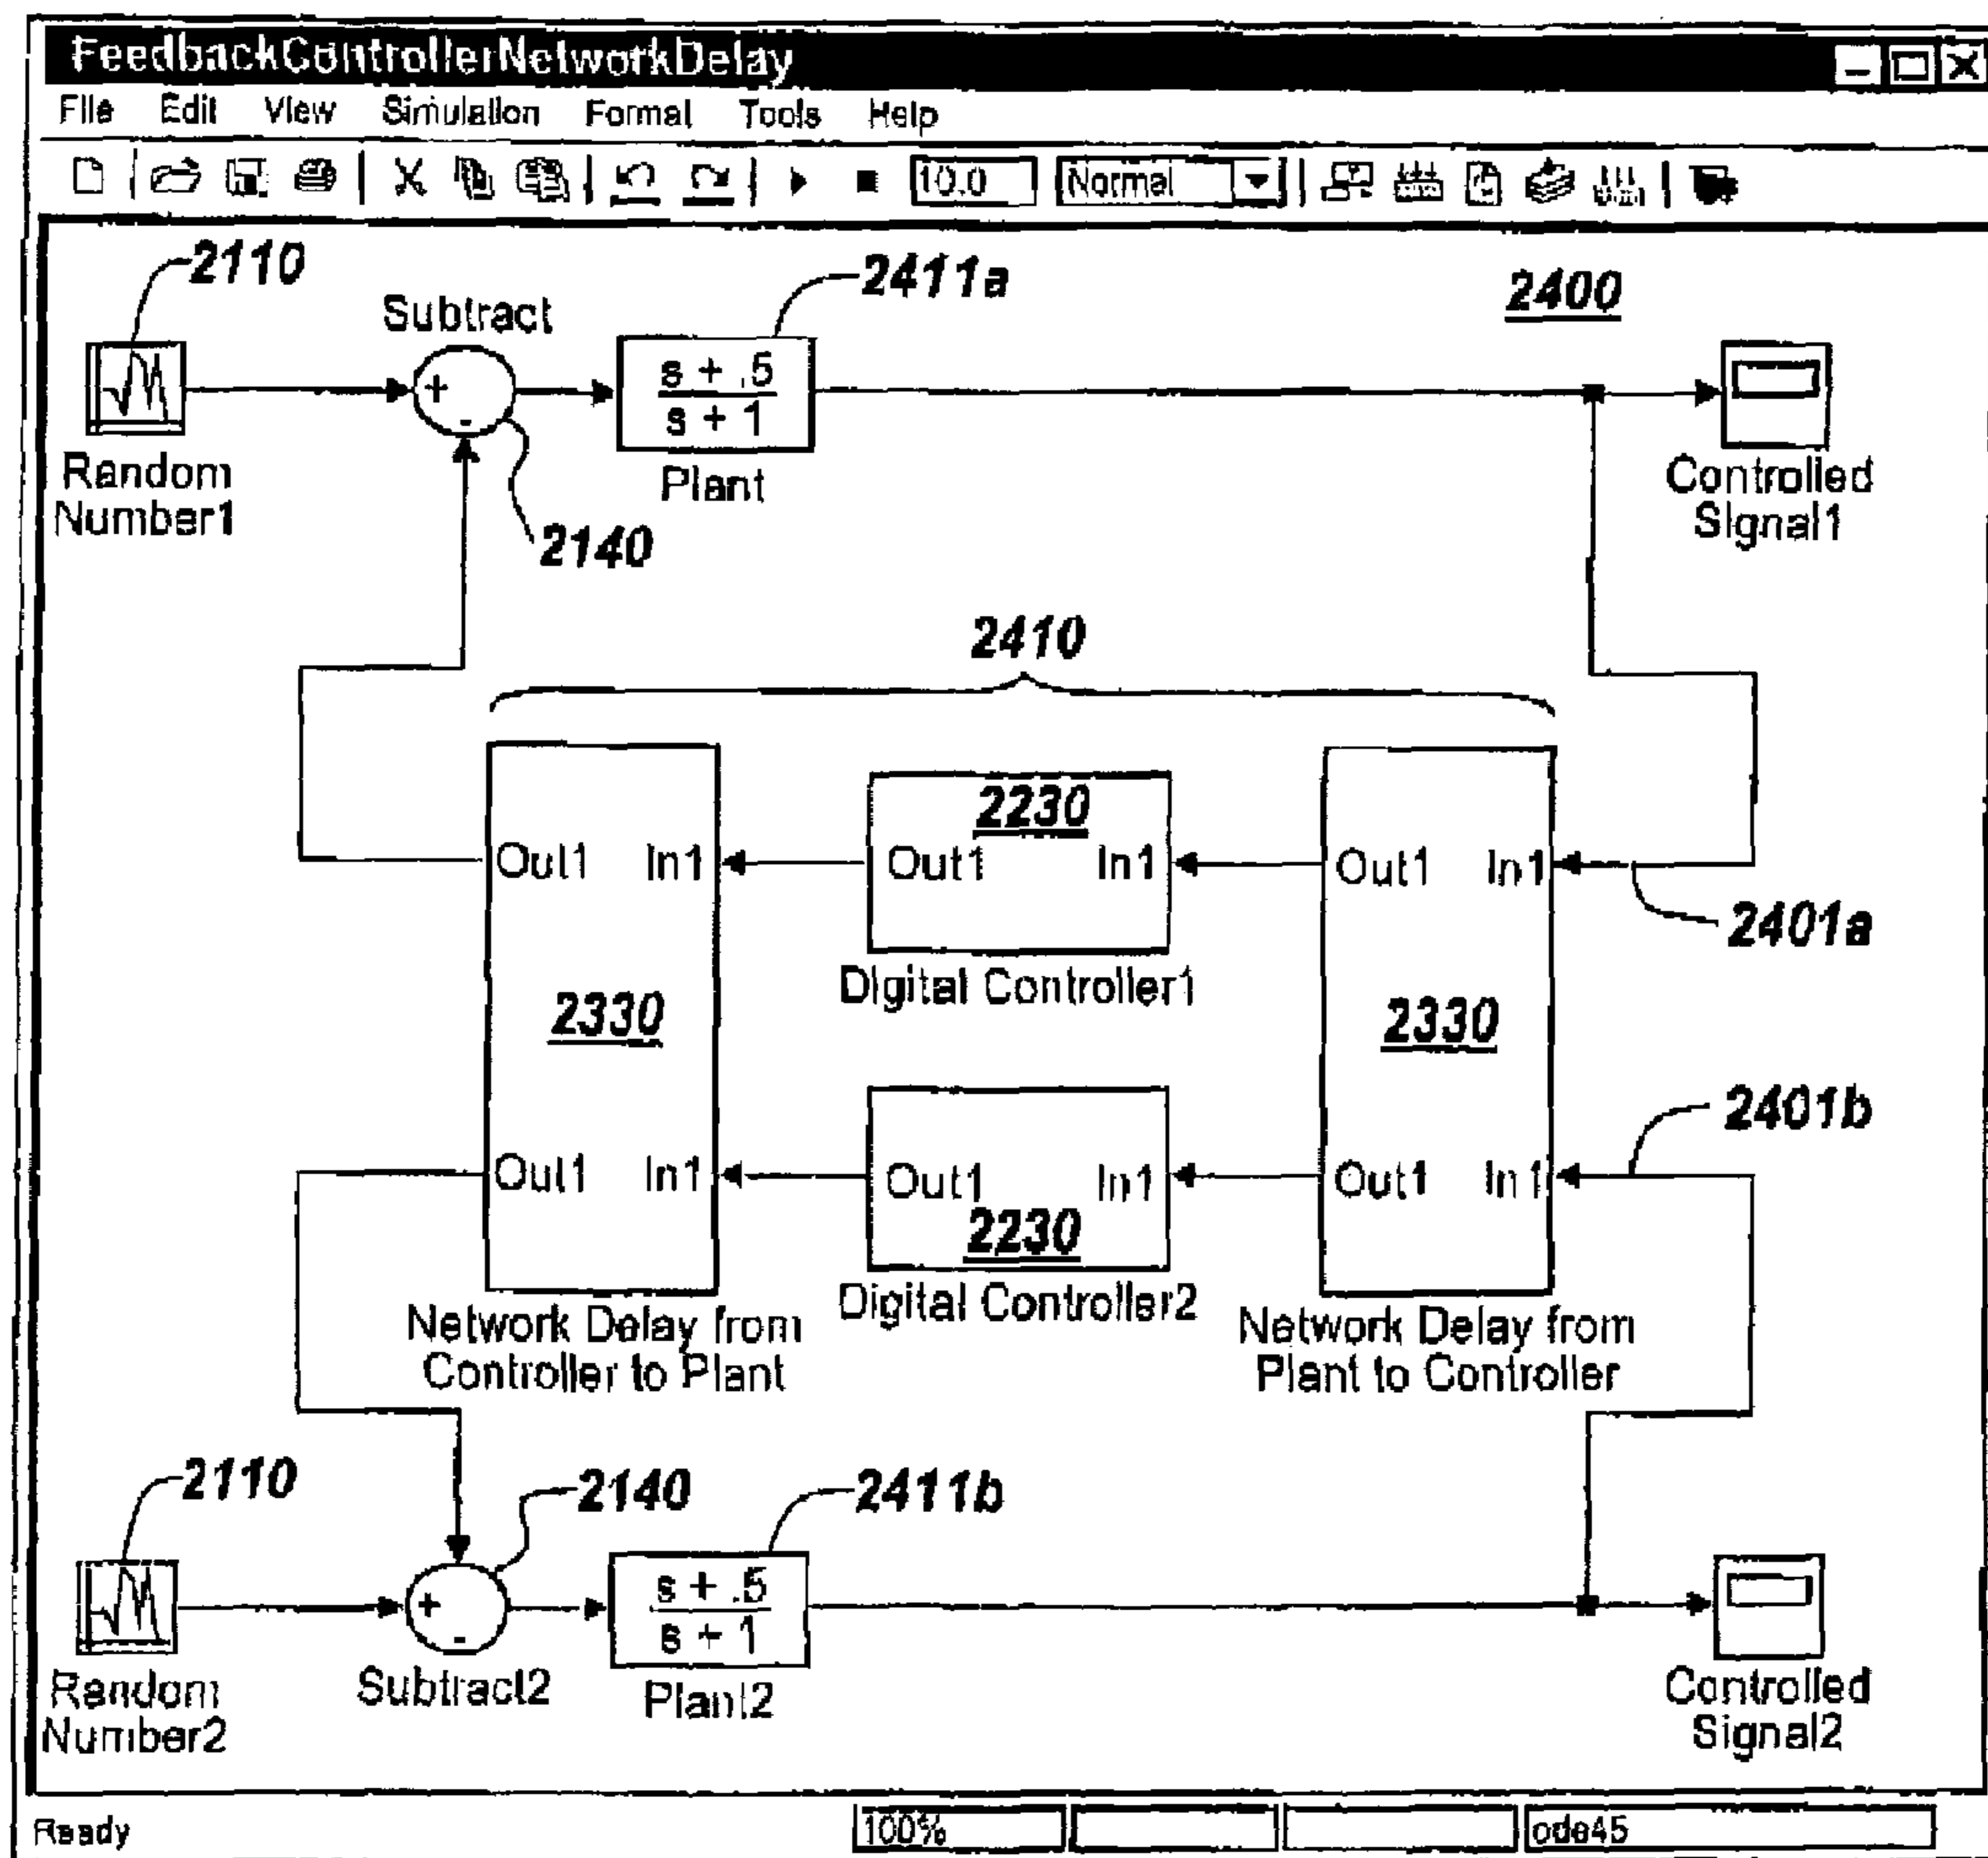 FeedbackControllerNetworkDelay
File Edit View Simulation Format Tools Help
10.0 Normal
2110
2411a
2400
Subtract
+
-
s + .5
s + 1
Random
Number1
Plant
Controlled
Signal1
2140
2410
2230
Out1 In1
Out1 In1
Out1 In1
2401a
Digital Controller1
2330
2330
2401b
Out1 In1
Out1 In1
Out1 In1
2230
Digital Controller2
Network Delay from
Controller to Plant
Network Delay from
Plant to Controller
2110
2140
2411b
+
-
s + .5
s + 1
Random
Number2
Subtract2
Plant2
Controlled
Signal2
Ready 100% ode45